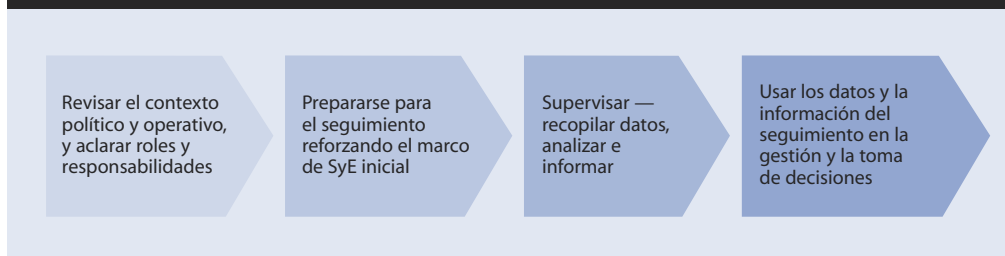 Revisar el contexto
político y operativo,
y aclarar roles y
responsabilidades
Prepararse para
el seguimiento
reforzando el marco
de SyE inicial
Supervisar —
recopilar datos,
analizar e
informar
Usar los datos y la
información del
seguimiento en la
gestión y la toma
de decisiones